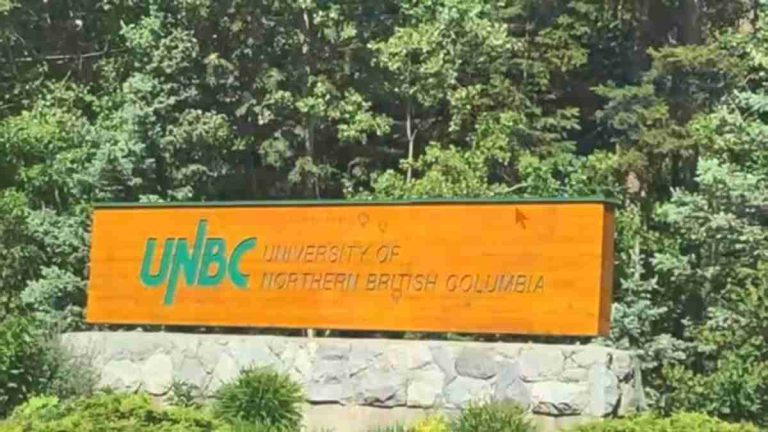 UNBC
UNIVERSITY OF
NORTHERN BRITISH COLUMBIA